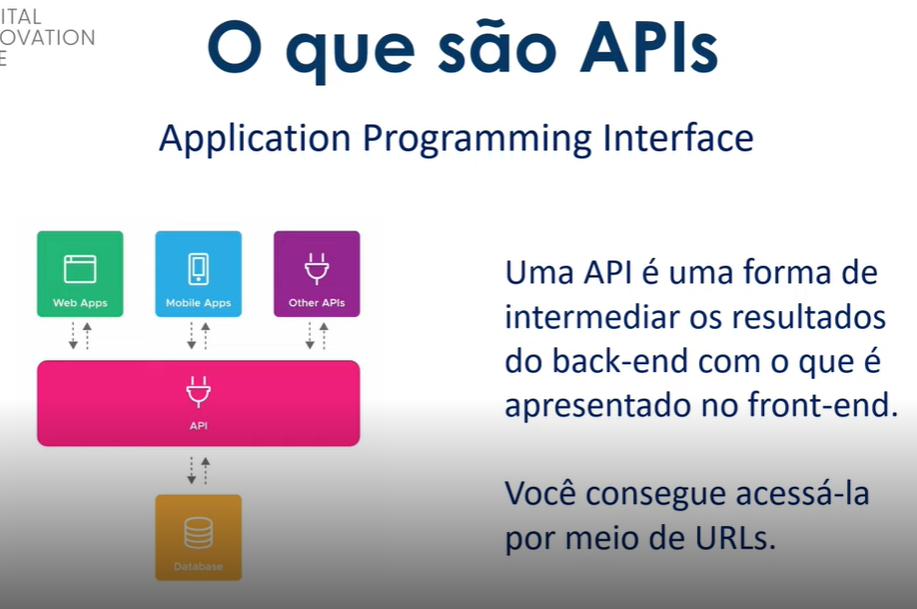 ITAL
OVATION
E
O que são APIs
Application Programming Interface
Web Apps
Mobile Apps
Other APIs
Uma API é uma forma de
intermediar os resultados
do back-end com o que é
apresentado no front-end.
API
Você consegue acessá-la
por meio de URLs.
Database